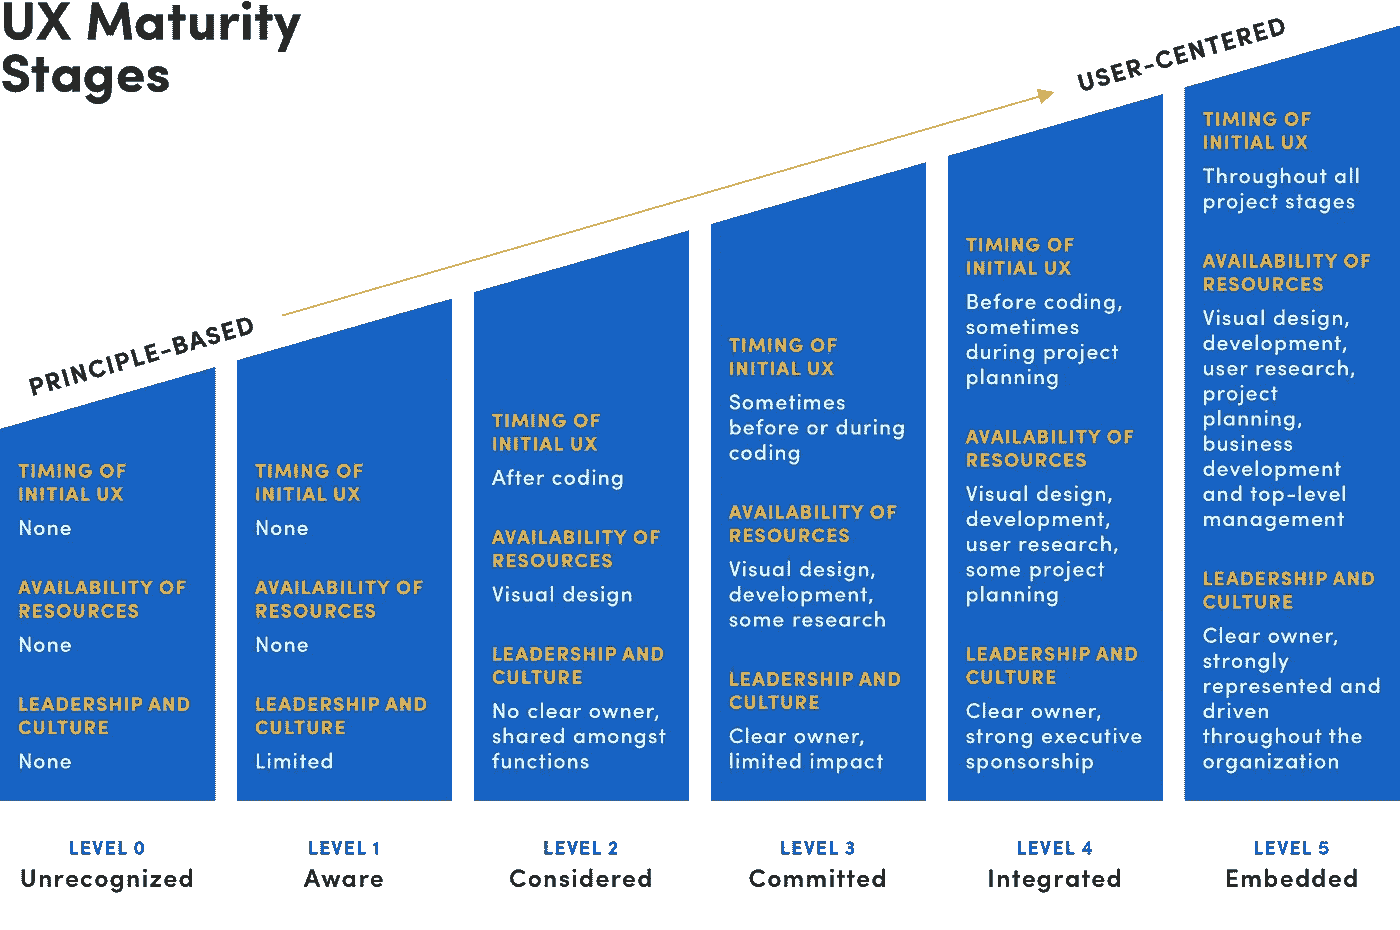 UX Maturity
Stages
PRINCIPLE-BASED
USER-CENTERED
TIMING OF
INITIAL UX
None
AVAILABILITY OF
RESOURCES
None
LEADERSHIP AND
CULTURE
None
LEVEL 0
Unrecognized
TIMING OF
INITIAL UX
None
AVAILABILITY OF
RESOURCES
None
LEADERSHIP AND
CULTURE
Limited
LEVEL 1
Aware
TIMING OF
INITIAL UX
After coding
AVAILABILITY OF
RESOURCES
Visual design
LEADERSHIP AND
CULTURE
No clear owner,
shared amongst
functions
LEVEL 2
Considered
TIMING OF
INITIAL UX
Sometimes
before or during
coding
AVAILABILITY OF
RESOURCES
Visual design,
development,
some research
LEADERSHIP AND
CULTURE
Clear owner,
limited impact
LEVEL 3
Committed
TIMING OF
INITIAL UX
Before coding,
sometimes
during project
planning
AVAILABILITY OF
RESOURCES
Visual design,
development,
user research,
some project
planning
LEADERSHIP AND
CULTURE
Clear owner,
strong executive
sponsorship
LEVEL 4
Integrated
TIMING OF
INITIAL UX
Throughout all
project stages
AVAILABILITY OF
RESOURCES
Visual design,
development,
user research,
project
planning,
business
development
and top-level
management
LEADERSHIP AND
CULTURE
Clear owner,
strongly
represented and
driven
throughout the
organization
LEVEL 5
Embedded